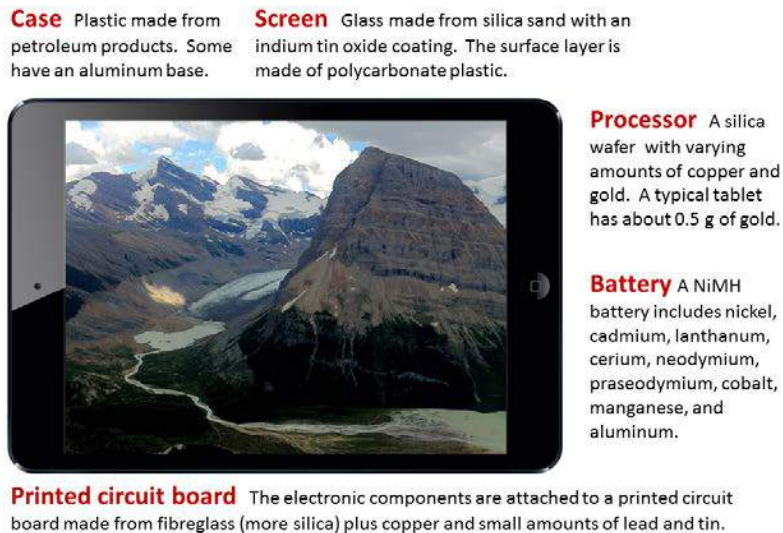 Case Plastic made from
petroleum products. Some
have an aluminum base.
Screen Glass made from silica sand with an
indium tin oxide coating. The surface layer is
made of polycarbonate plastic.
Processor A silica
wafer with varying
amounts of copper and
gold. A typical tablet
has about 0.5 g of gold.
Battery A NiMH
battery includes nickel,
cadmium, lanthanum,
cerium, neodymium,
praseodymium, cobalt,
manganese, and
aluminum.
Printed circuit board The electronic components are attached to a printed circuit
board made from fibreglass (more silica) plus copper and small amounts of lead and tin.